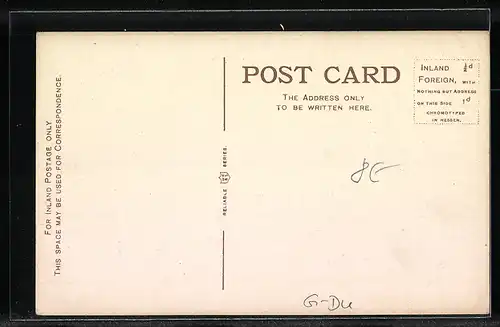 FOR INLAND POSTAGE ONLY
THIS SPACE MAY BE USED FOR CORRESPONDENCE.
RELIABLE SERIES.
POST CARD
THE ADDRESS ONLY
TO BE WRITTEN HERE.
INLAND ½d
FOREIGN, WITH
NOTHING BUT ADDRESS
ON THIS SIDE 1d
CHROMOTYPED
IN HESSEN.
G-Du